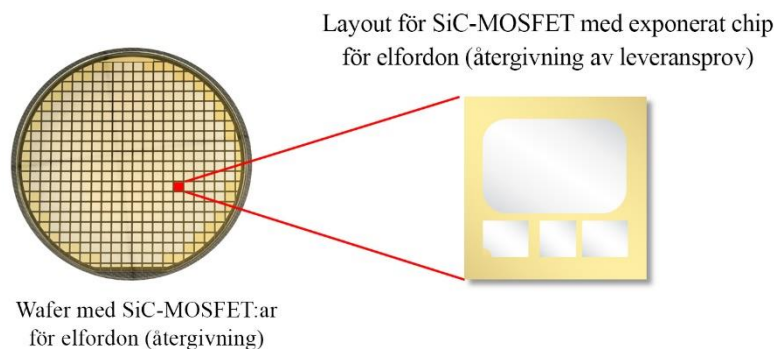 Layout för SiC-MOSFET med exponerat chip
för elfordon (återgivning av leveransprov)
Wafer med SiC-MOSFET:ar
för elfordon (återgivning)